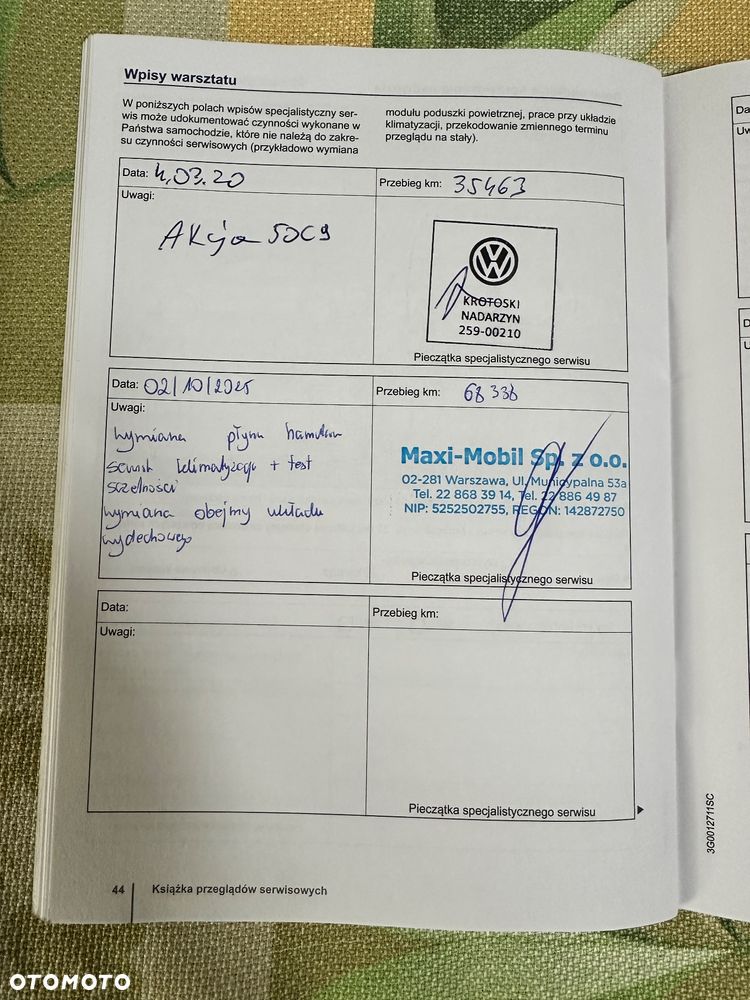 Wpisy warsztatu
W poniższych polach wpisów specjalistyczny ser-
wis może udokumentować czynności wykonane w
Państwa samochodzie, które nie należą do zakre-
su czynności serwisowych (przykładowo wymiana
modułu poduszki powietrznej, prace przy układzie
klimatyzacji, przekodowanie zmiennego terminu
przeglądu na stały).
Data: 4.03.20
Przebieg km: 35463
Uwagi:
Akcja 50C9
KROTOSKI
NADARZYN
259-00210
Pieczątka specjalistycznego serwisu
Data: 02/10/2025
Przebieg km: 68 338
Uwagi:
wymiana płynu
klimatyzacji + test
szczelności
wymiana obejmy układu
wydechowego
Maxi-Mobil Sp. z o.o.
02-281 Warszawa, Ul. Municypalna 53a
Tel. 22 868 39 14, Tel. 22 886 49 87
NIP: 5252502755, REGON: 142872750
Pieczątka specjalistycznego serwisu
Data:
Przebieg km:
Uwagi:
Pieczątka specjalistycznego serwisu
44 Książka przeglądów serwisowych
3G0012711SC
Da
Uw
D
U
OTOMOTO